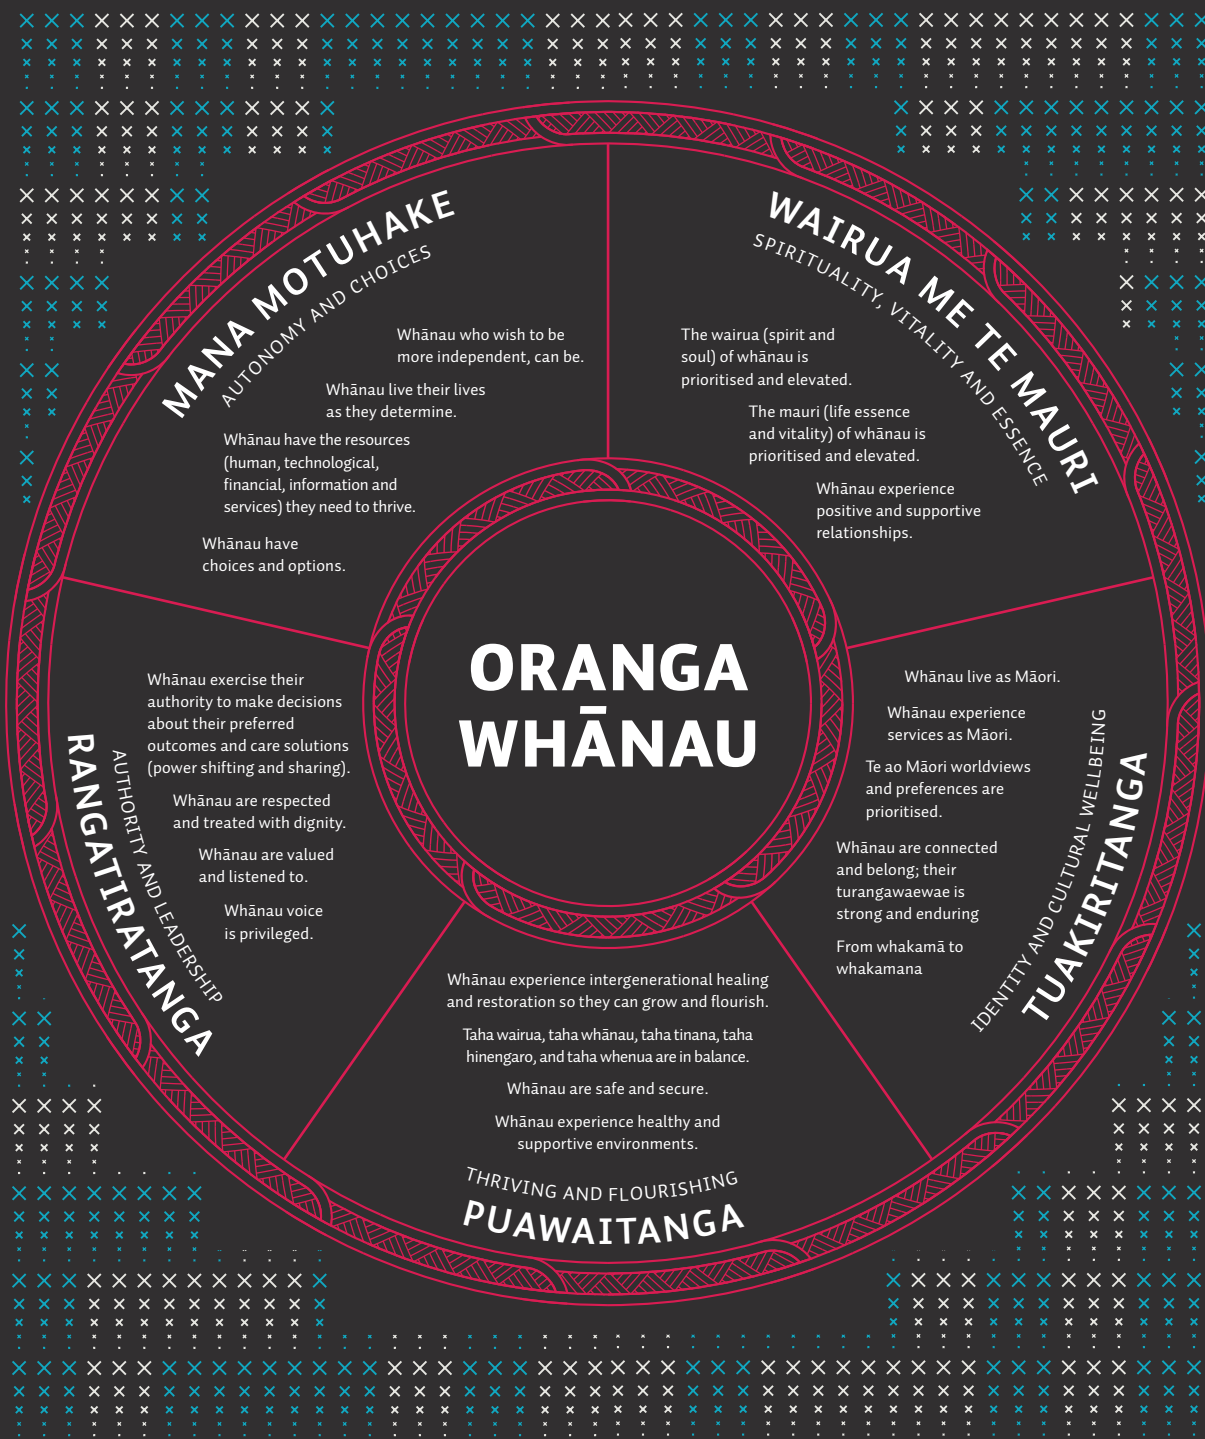 MANA MOTUHAKE
AUTONOMY AND CHOICES
Whānau who wish to be
more independent, can be.
Whānau live their lives
as they determine.
Whānau have the resources
(human, technological,
financial, information and
services) they need to thrive.
Whānau have
choices and options.
WAIRUA ME TE MAURI
SPIRITUALITY, VITALITY AND ESSENCE
The wairua (spirit and
soul) of whānau is
prioritised and elevated.
The mauri (life essence
and vitality) of whānau is
prioritised and elevated.
Whānau experience
positive and supportive
relationships.
ORANGA
WHĀNAU
RANGATIRATANGA
AUTHORITY AND LEADERSHIP
Whānau exercise their
authority to make decisions
about their preferred
outcomes and care solutions
(power shifting and sharing).
Whānau are respected
and treated with dignity.
Whānau are valued
and listened to.
Whānau voice
is privileged.
Whānau live as Māori.
Whānau experience
services as Māori.
Te ao Māori worldviews
and preferences are
prioritised.
Whānau are connected
and belong; their
turangawaewae is
strong and enduring
From whakamā to
whakamana
IDENTITY AND CULTURAL WELLBEING
TUAKIRITANGA
Whānau experience intergenerational healing
and restoration so they can grow and flourish.
Taha wairua, taha whānau, taha tinana, taha
hinengaro, and taha whenua are in balance.
Whānau are safe and secure.
Whānau experience healthy and
supportive environments.
THRIVING AND FLOURISHING
PUAWAITANGA